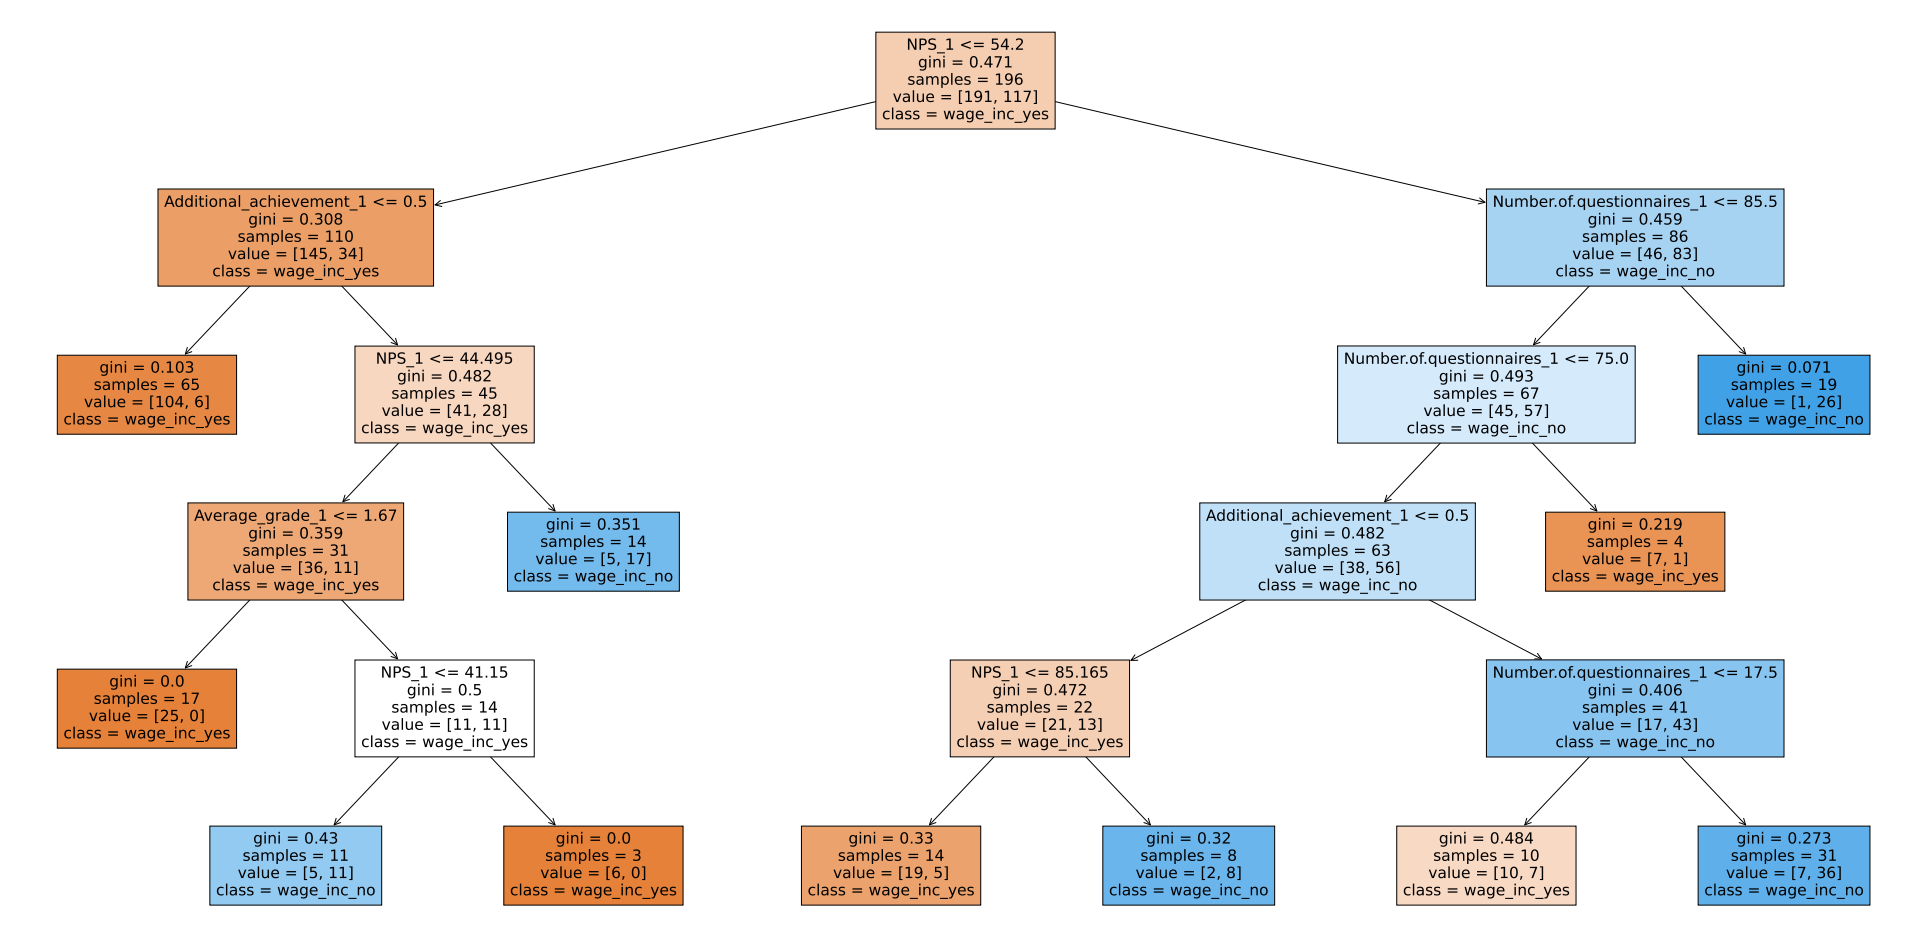 NPS_1 <= 54.2
gini = 0.471
samples = 196
value = [191, 117]
class = wage_inc_yes
Additional_achievement_1 <= 0.5
gini = 0.308
samples = 110
value = [145, 34]
class = wage_inc_yes
Number.of.questionnaires_1 <= 85.5
gini = 0.459
samples = 86
value = [46, 83]
class = wage_inc_no
gini = 0.103
samples = 65
value = [104, 6]
class = wage_inc_yes
NPS_1 <= 44.495
gini = 0.482
samples = 45
value = [41, 28]
class = wage_inc_yes
Number.of.questionnaires_1 <= 75.0
gini = 0.493
samples = 67
value = [45, 57]
class = wage_inc_no
gini = 0.071
samples = 19
value = [1, 26]
class = wage_inc_no
Average_grade_1 <= 1.67
gini = 0.359
samples = 31
value = [36, 11]
class = wage_inc_yes
gini = 0.351
samples = 14
value = [5, 17]
class = wage_inc_no
Additional_achievement_1 <= 0.5
gini = 0.482
samples = 63
value = [38, 56]
class = wage_inc_no
gini = 0.219
samples = 4
value = [7, 1]
class = wage_inc_yes
gini = 0.0
samples = 17
value = [25, 0]
class = wage_inc_yes
NPS_1 <= 41.15
gini = 0.5
samples = 14
value = [11, 11]
class = wage_inc_yes
NPS_1 <= 85.165
gini = 0.472
samples = 22
value = [21, 13]
class = wage_inc_yes
Number.of.questionnaires_1 <= 17.5
gini = 0.406
samples = 41
value = [17, 43]
class = wage_inc_no
gini = 0.43
samples = 11
value = [5, 11]
class = wage_inc_no
gini = 0.0
samples = 3
value = [6, 0]
class = wage_inc_yes
gini = 0.33
samples = 14
value = [19, 5]
class = wage_inc_yes
gini = 0.32
samples = 8
value = [2, 8]
class = wage_inc_no
gini = 0.484
samples = 10
value = [10, 7]
class = wage_inc_yes
gini = 0.273
samples = 31
value = [7, 36]
class = wage_inc_no